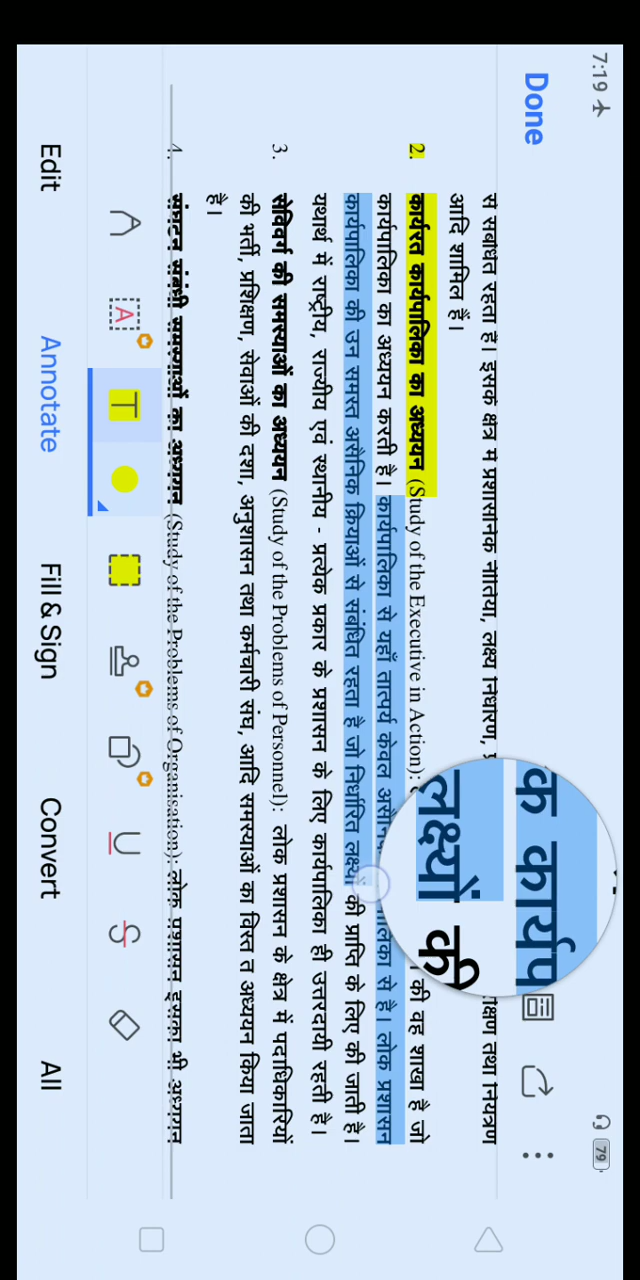 7:19
79
Done
से संबंधित रहता है। इसके क्षेत्र में प्रशासनिक नीतियां, लक्ष्य निर्धारण,
आदि शामिल है।
2. कार्यरत कार्यपालिका का अध्ययन (Study of the Executive in Action): की वह शाखा है जो
कार्यपालिका का अध्ययन करती है। कार्यपालिका से यहाँ तात्पर्य केवल से है। लोक प्रशासन
कार्यपालिका की उन समस्त असैनिक क्रियाओं से संबंधित रहता है जो निर्धारित लक्ष्यों की प्राप्ति के लिए की जाती है।
यथार्थ में राष्ट्रीय, राज्यीय एवं स्थानीय - प्रत्येक प्रकार के प्रशासन के लिए कार्यपालिका ही उत्तरदायी रहती है।
3. सेविवर्ग की समस्याओं का अध्ययन (Study of the Problems of Personnel): लोक प्रशासन के क्षेत्र में पदाधिकारियों
की भर्ती, प्रशिक्षण, सेवाओं की दशा, अनुशासन तथा कर्मचारी संघ, आदि समस्याओं का विस्त त अध्ययन किया जाता
है।
4. संगठन संबंधी समस्याओं का अध्ययन (Study of the Problems of Organisation): लोक प्रशासन इसका भी अध्ययन
क कार्यप
लक्ष्यों की
Edit
Annotate
Fill & Sign
Convert
All